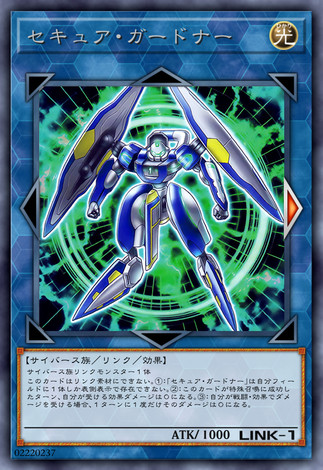 セキュア・ガードナー
光
【サイバース族／リンク／効果】
サイバース族リンクモンスター１体
このカードはリンク素材にできない。①:｢セキュア・ガードナー｣は自分フィー
ルドに１体しか表側表示で存在できない。②:このカードが特殊召喚に成功し
たターン、自分が受ける効果ダメージは０になる。③:自分が戦闘・効果でダメ
ージを受ける場合、１ターンに１度だけそのダメージは０になる。
ATK/1000 LINK-1
02220237